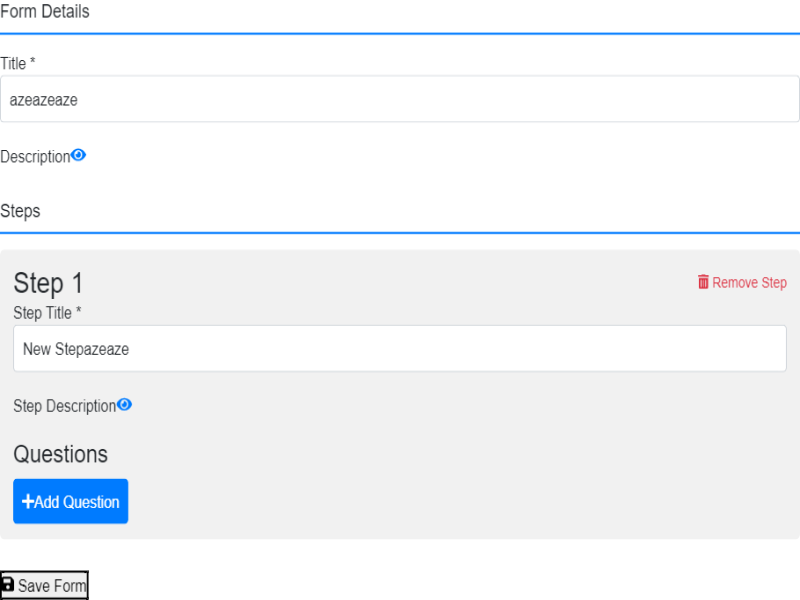 Form Details
Title *
azeazeaze
Description
Steps
Step 1
Remove Step
Step Title *
New Stepazeaze
Step Description
Questions
+Add Question
Save Form